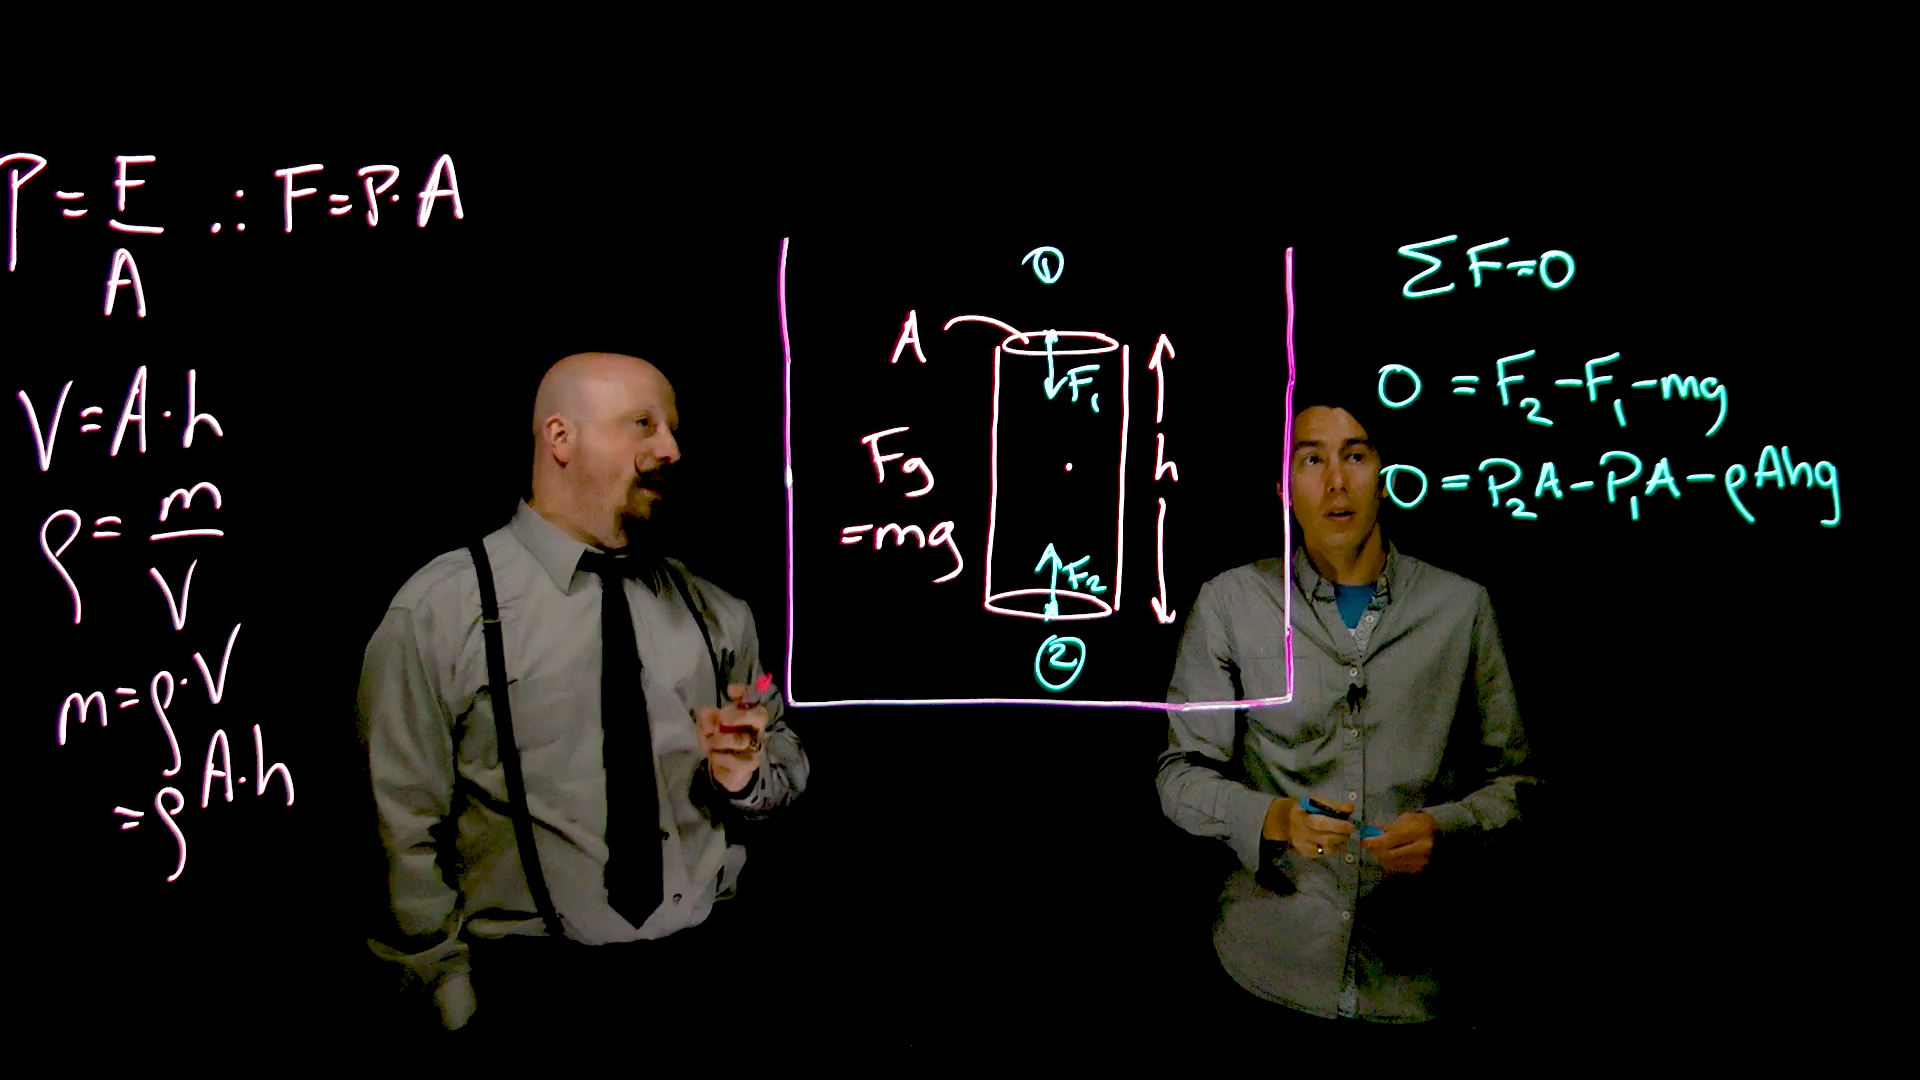 P = F/A ∴ F = P·A
V = A·h
ρ = m/V
m = ρ·V
= ρA·h
①
A
F₁
Fg
= mg
h
F₂
②
ΣF=0
0 = F₂ - F₁ - mg
0 = P₂A - P₁A - ρAhg